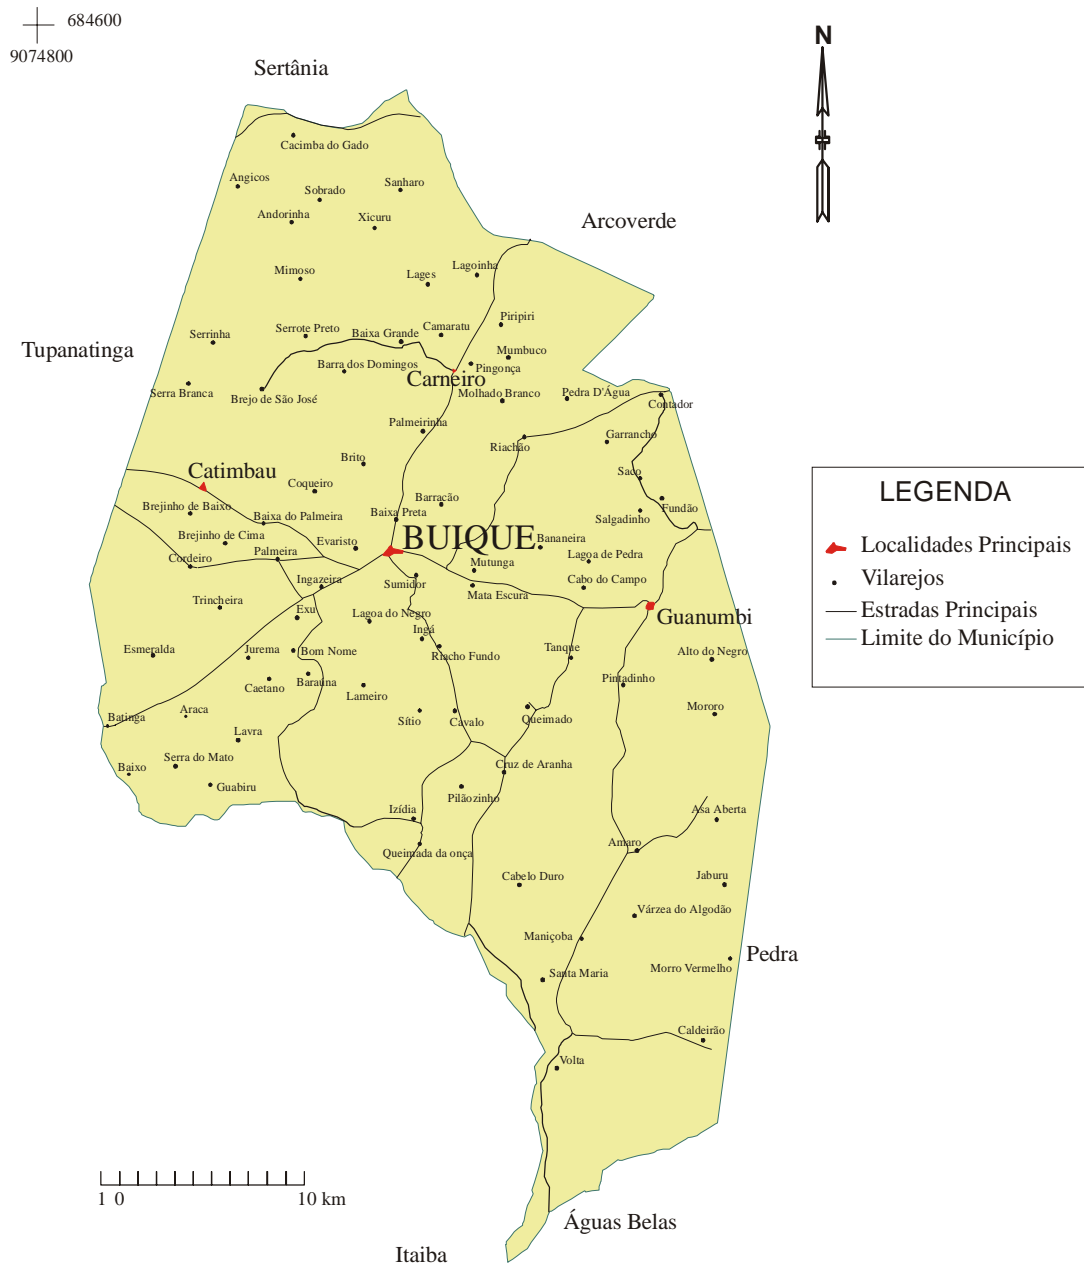 684600
9074800
N
Sertânia
Cacimba do Gado
Angicos
Sanharo
Sobrado
Andorinha
Xicuru
Arcoverde
Mimoso
Lages
Lagoinha
Piripiri
Serrinha
Serrote Preto
Baixa Grande
Camaratu
Tupanatinga
Mumbuco
Barra dos Domingos
Pingonça
Carneiro
Serra Branca
Brejo de São José
Molhado Branco
Pedra D'Água
Contador
Palmeirinha
Riachão
Garrancho
Brito
Catimbau
Saco
Coqueiro
Barracão
Brejinho de Baixo
Baixa do Palmeira
Baixa Preta
Salgadinho
Fundão
Brejinho de Cima
Evaristo
BUIQUE
Bananeira
Cordeiro
Palmeira
Lagoa de Pedra
Mutunga
Ingazeira
Sumidor
Mata Escura
Cabo do Campo
Trincheira
Exu
Lagoa do Negro
Guanumbi
Ingá
Esmeralda
Jurema
Bom Nome
Riacho Fundo
Tanque
Alto do Negro
Caetano
Barauna
Lameiro
Pintadinho
Batinga
Araca
Sítio
Cavalo
Queimado
Mororo
Lavra
Serra do Mato
Baixo
Guabiru
Cruz de Aranha
Pilãozinho
Izídia
Asa Aberta
Queimada da onça
Amaro
Cabelo Duro
Jaburu
Várzea do Algodão
Maniçoba
Pedra
Santa Maria
Morro Vermelho
Caldeirão
Volta
Águas Belas
Itaiba
1 0 10 km
LEGENDA
Localidades Principais
Vilarejos
Estradas Principais
Limite do Município